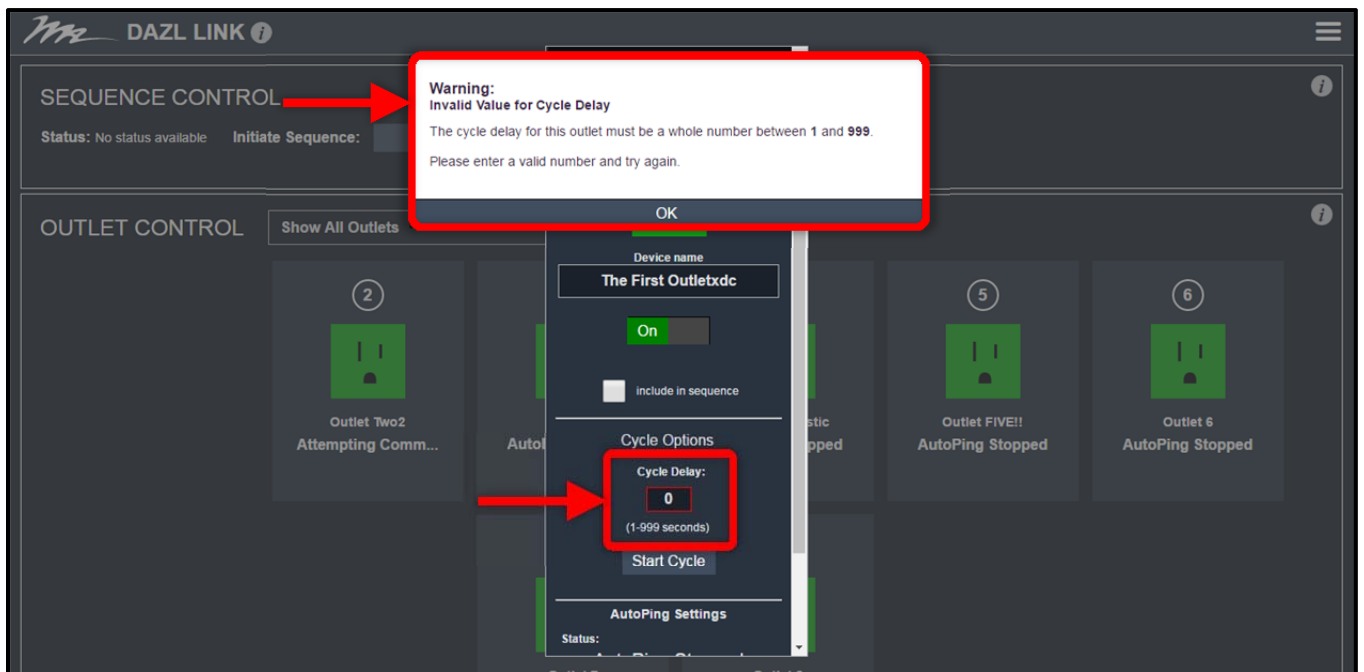 DAZL LINK i
SEQUENCE CONTROL
i
Status: No status available Initiate Sequence:
Warning:
Invalid Value for Cycle Delay
The cycle delay for this outlet must be a whole number between 1 and 999.
Please enter a valid number and try again.
OK
OUTLET CONTROL Show All Outlets
i
Device name
The First Outletxdc
On
include in sequence
Cycle Options
Cycle Delay:
0
(1-999 seconds)
Start Cycle
AutoPing Settings
Status:
2
Outlet Two2
Attempting Comm...
5
Outlet FIVE!!
AutoPing Stopped
6
Outlet 6
AutoPing Stopped